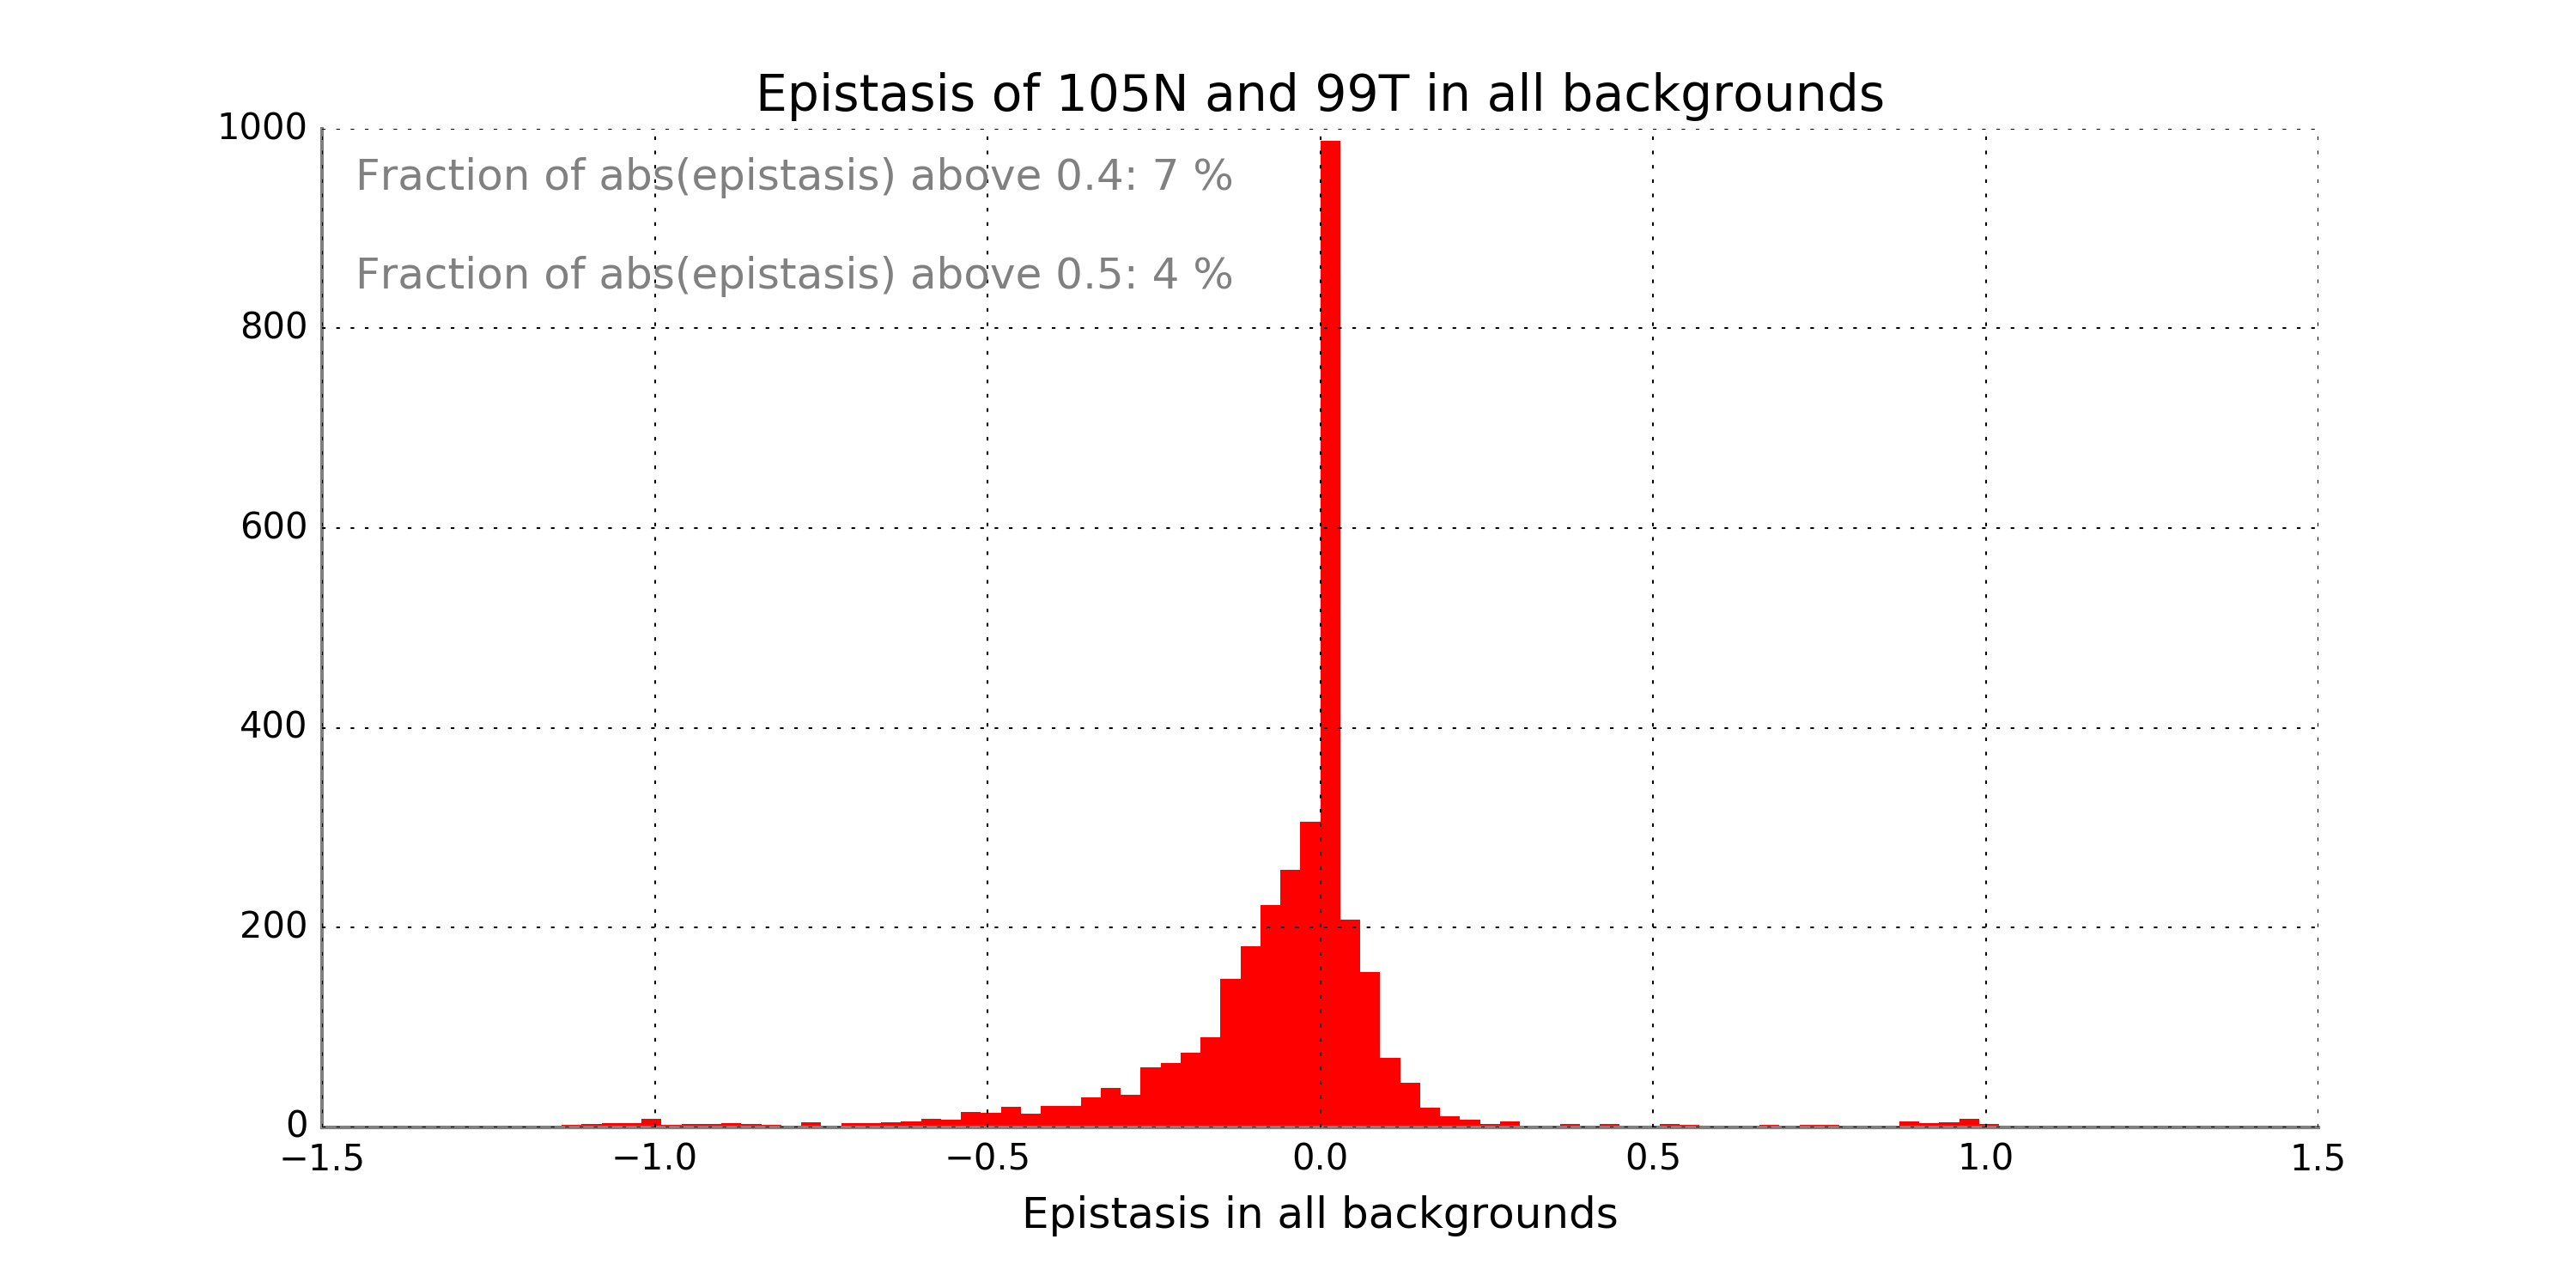 Epistasis of 105N and 99T in all backgrounds
1000
Fraction of abs(epistasis) above 0.4: 7 %
Fraction of abs(epistasis) above 0.5: 4 %
800
600
400
200
0
−1.5 −1.0 −0.5 0.0 0.5 1.0 1.5
Epistasis in all backgrounds